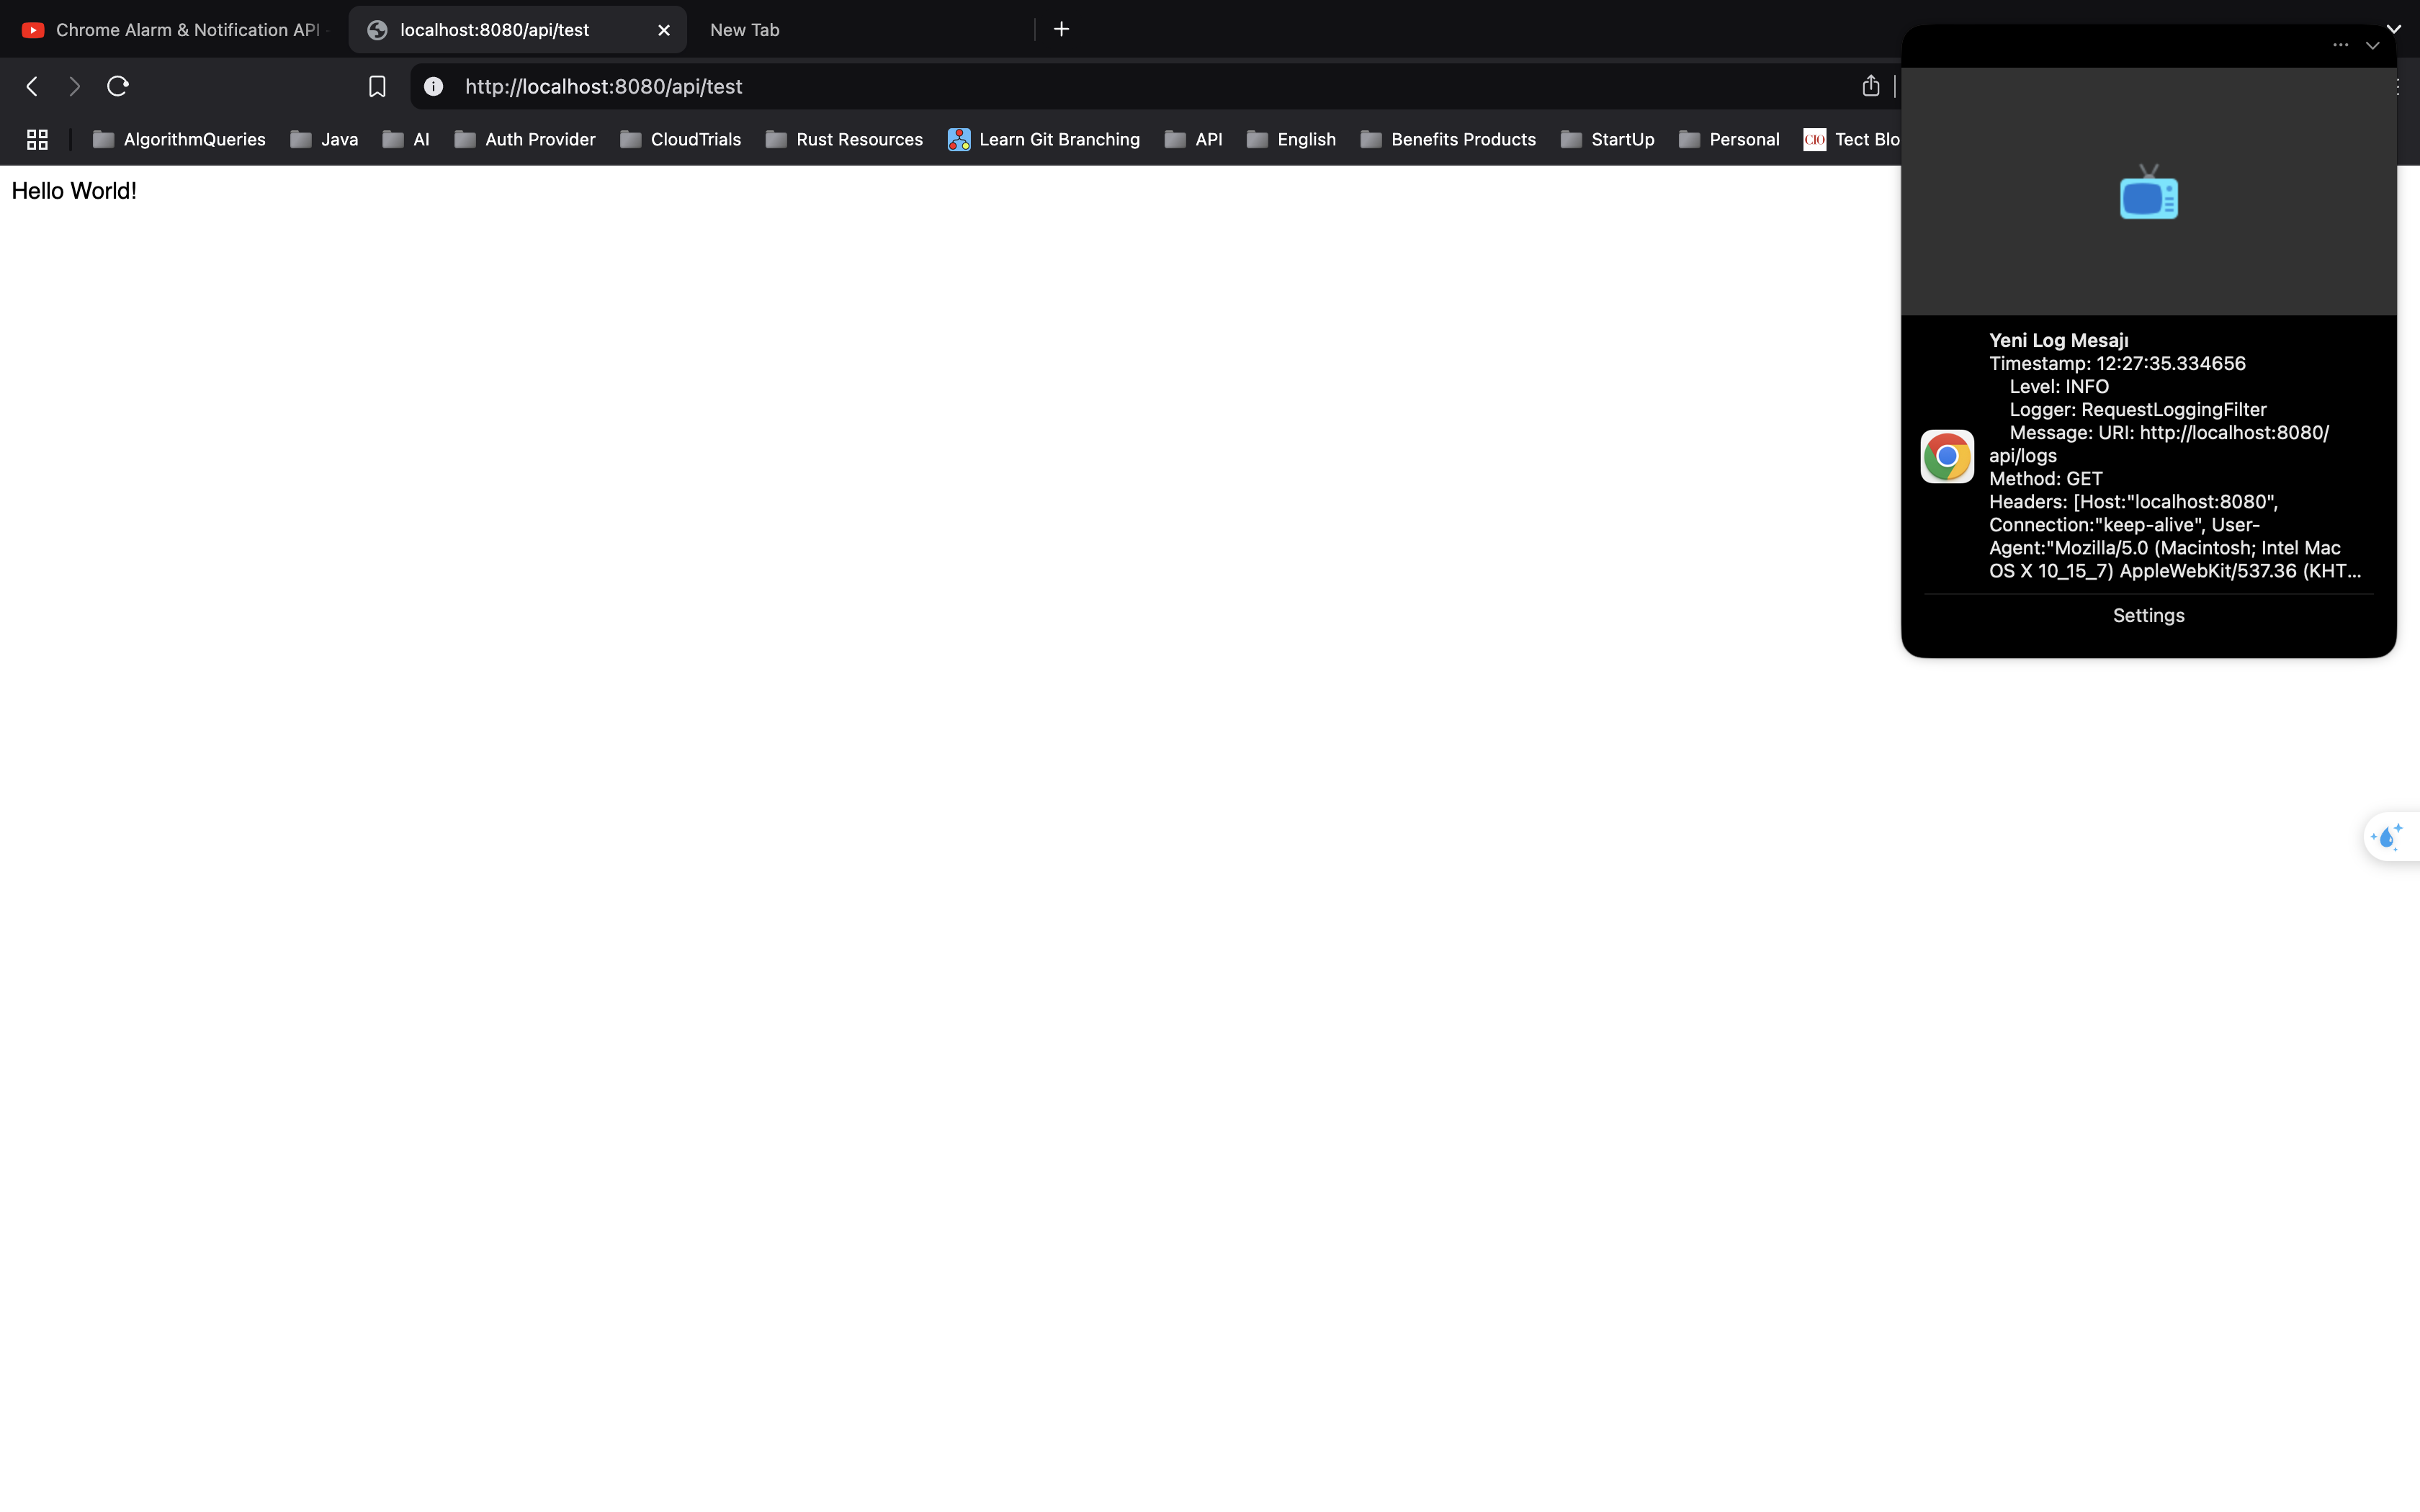 Chrome Alarm & Notification API
localhost:8080/api/test
New Tab
http://localhost:8080/api/test
AlgorithmQueries
Java
AI
Auth Provider
CloudTrials
Rust Resources
Learn Git Branching
API
English
Benefits Products
StartUp
Personal
CIO
Tect Blo
Hello World!
Yeni Log Mesajı
Timestamp: 12:27:35.334656
Level: INFO
Logger: RequestLoggingFilter
Message: URI: http://localhost:8080/
api/logs
Method: GET
Headers: [Host:"localhost:8080",
Connection:"keep-alive", User-
Agent:"Mozilla/5.0 (Macintosh; Intel Mac
OS X 10_15_7) AppleWebKit/537.36 (KHT...
Settings